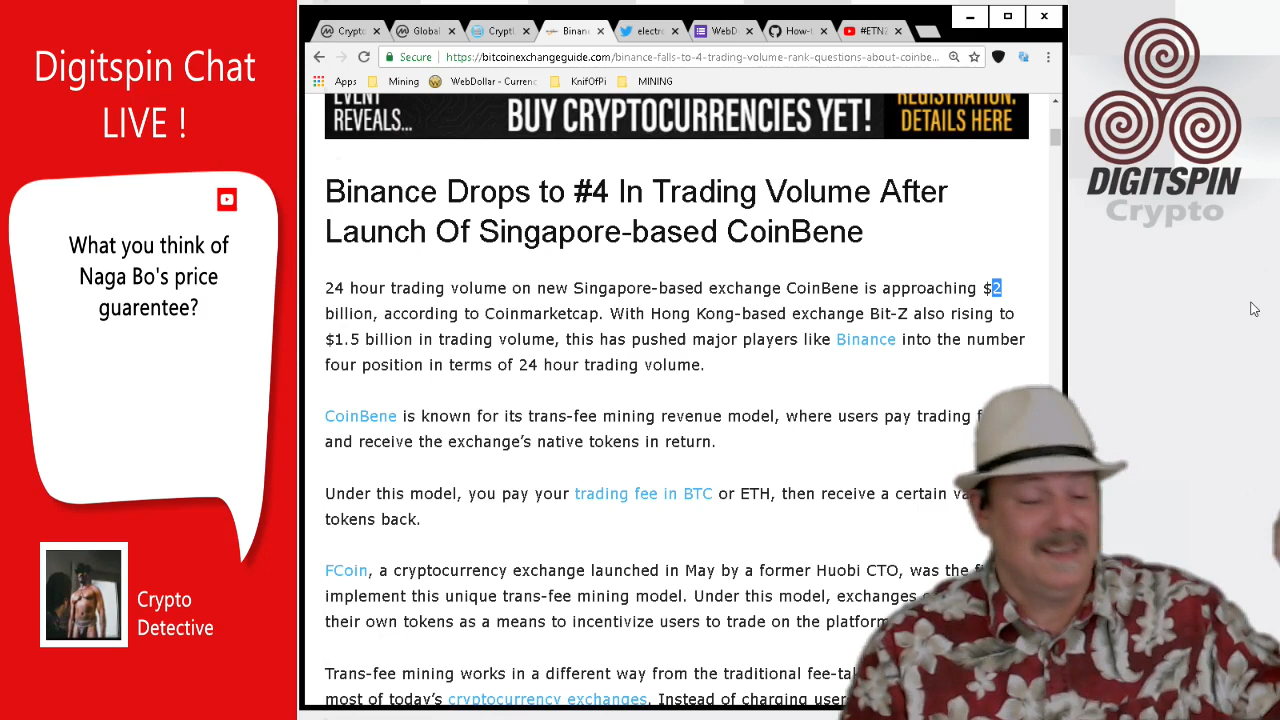 Digitspin Chat
LIVE !
What you think of
Naga Bo's price
guarentee?
Crypto
Detective
Crypto
Global
Crypt
Binanc
electro
WebD
How-t
#ETN2
Secure
https://bitcoinexchangeguide.com/binance-falls-to-4-trading-volume-rank-questions-about-coinbe...
Apps
Mining
WebDollar - Currenc
KnifOfPi
MINING
EVENT
REVEALS...
BUY CRYPTOCURRENCIES YET!
REGISTRATION.
DETAILS HERE
Binance Drops to #4 In Trading Volume After
Launch Of Singapore-based CoinBene
24 hour trading volume on new Singapore-based exchange CoinBene is approaching $2
billion, according to Coinmarketcap. With Hong Kong-based exchange Bit-Z also rising to
$1.5 billion in trading volume, this has pushed major players like Binance into the number
four position in terms of 24 hour trading volume.
CoinBene is known for its trans-fee mining revenue model, where users pay trading
and receive the exchange's native tokens in return.
Under this model, you pay your trading fee in BTC or ETH, then receive a certain
tokens back.
FCoin, a cryptocurrency exchange launched in May by a former Huobi CTO, was the
implement this unique trans-fee mining model. Under this model, exchanges
their own tokens as a means to incentivize users to trade on the platform
Trans-fee mining works in a different way from the traditional
most of today's cryptocurrency exchanges. Instead of charging
DIGITSPIN
Crypto